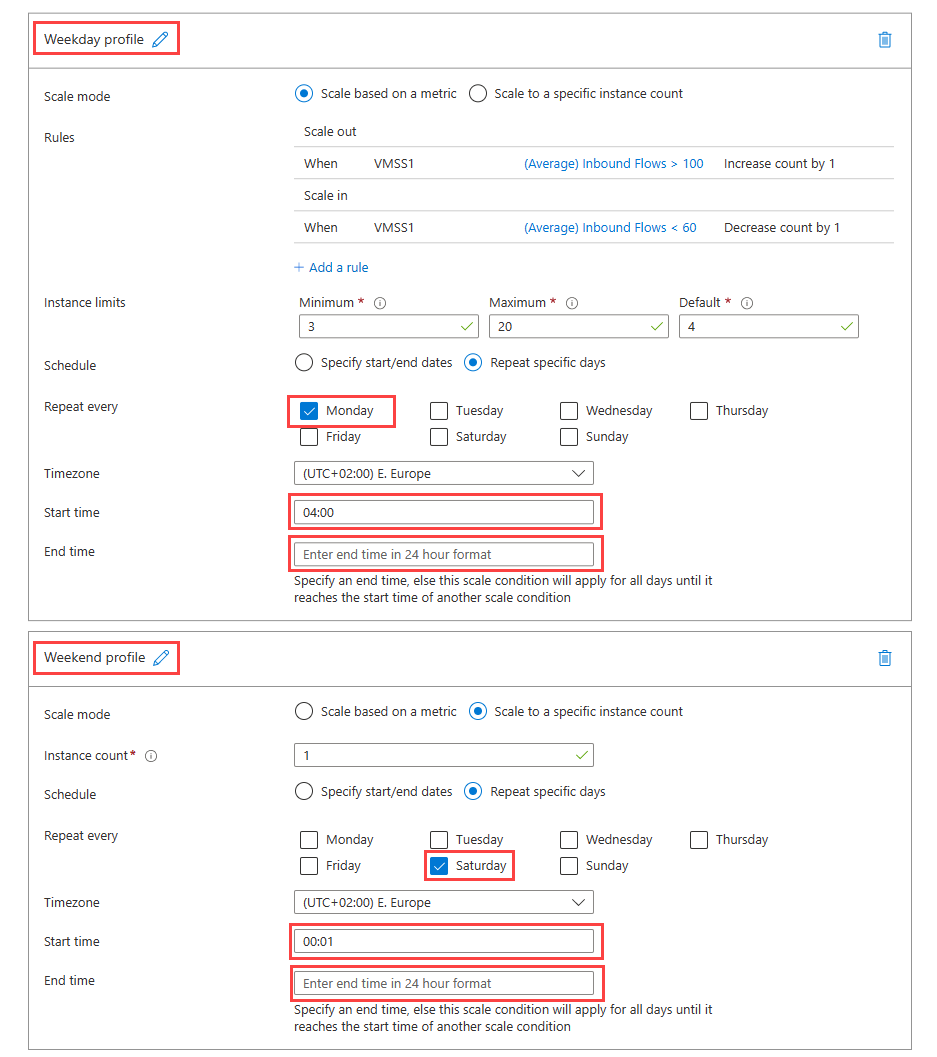 Weekday profile
Scale mode
Scale based on a metric Scale to a specific instance count
Rules
Scale out
When VMSS1 (Average) Inbound Flows > 100 Increase count by 1
Scale in
When VMSS1 (Average) Inbound Flows < 60 Decrease count by 1
+ Add a rule
Instance limits
Minimum * Maximum * Default *
3 20 4
Schedule
Specify start/end dates Repeat specific days
Repeat every
Monday Tuesday Wednesday Thursday
Friday Saturday Sunday
Timezone
(UTC+02:00) E. Europe
Start time
04:00
End time
Enter end time in 24 hour format
Specify an end time, else this scale condition will apply for all days until it
reaches the start time of another scale condition
Weekend profile
Scale mode
Scale based on a metric Scale to a specific instance count
Instance count*
1
Schedule
Specify start/end dates Repeat specific days
Repeat every
Monday Tuesday Wednesday Thursday
Friday Saturday Sunday
Timezone
(UTC+02:00) E. Europe
Start time
00:01
End time
Enter end time in 24 hour format
Specify an end time, else this scale condition will apply for all days until it
reaches the start time of another scale condition